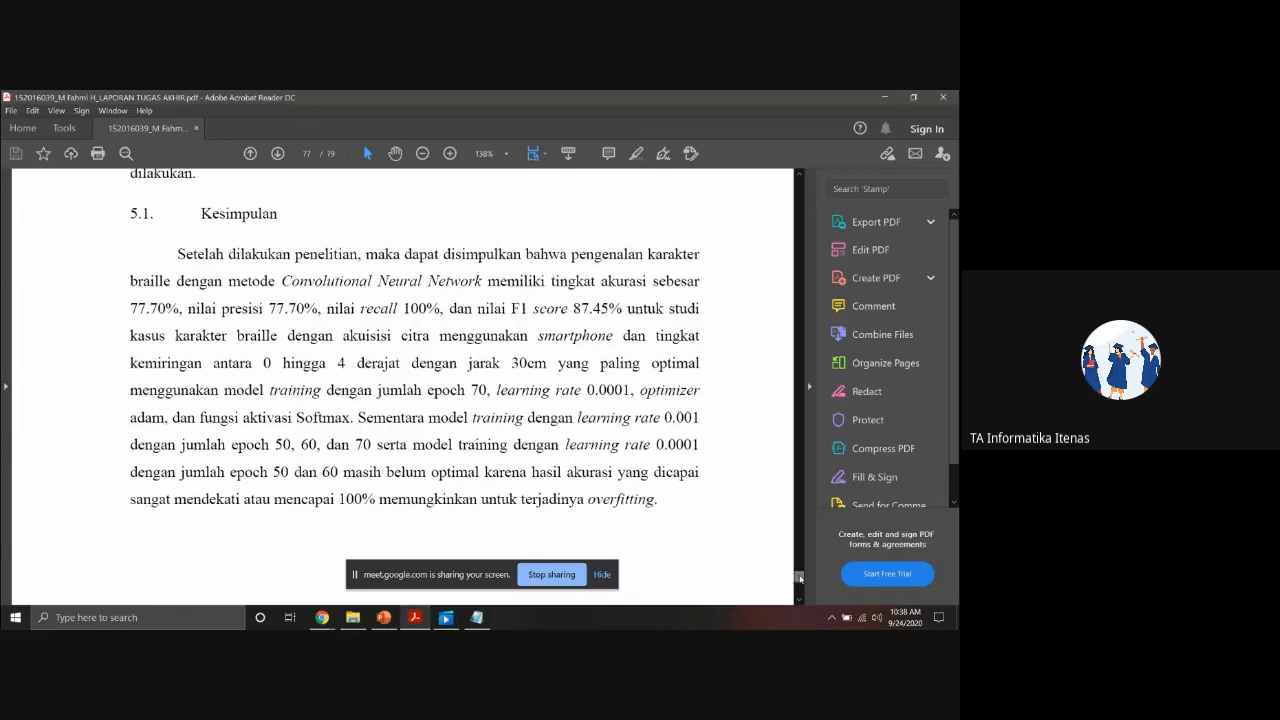 152016039_M Fahmi H_LAPORAN TUGAS AKHIR.pdf - Adobe Acrobat Reader DC
File Edit View Sign Window Help
Home Tools 152016039_M Fahm... × Sign In
77 / 79 138%
dilakukan.
5.1. Kesimpulan
Setelah dilakukan penelitian, maka dapat disimpulkan bahwa pengenalan karakter
braille dengan metode Convolutional Neural Network memiliki tingkat akurasi sebesar
77.70%, nilai presisi 77.70%, nilai recall 100%, dan nilai F1 score 87.45% untuk studi
kasus karakter braille dengan akuisisi citra menggunakan smartphone dan tingkat
kemiringan antara 0 hingga 4 derajat dengan jarak 30cm yang paling optimal
menggunakan model training dengan jumlah epoch 70, learning rate 0.0001, optimizer
adam, dan fungsi aktivasi Softmax. Sementara model training dengan learning rate 0.001
dengan jumlah epoch 50, 60, dan 70 serta model training dengan learning rate 0.0001
dengan jumlah epoch 50 dan 60 masih belum optimal karena hasil akurasi yang dicapai
sangat mendekati atau mencapai 100% memungkinkan untuk terjadinya overfitting.
Search 'Stamp'
Export PDF
Edit PDF
Create PDF
Comment
Combine Files
Organize Pages
Redact
Protect
Compress PDF
Fill & Sign
Send for Comme
Create, edit and sign PDF
forms & agreements
Start Free Trial
meet.google.com is sharing your screen. Stop sharing Hide
Type here to search
10:38 AM
9/24/2020
TA Informatika Itenas